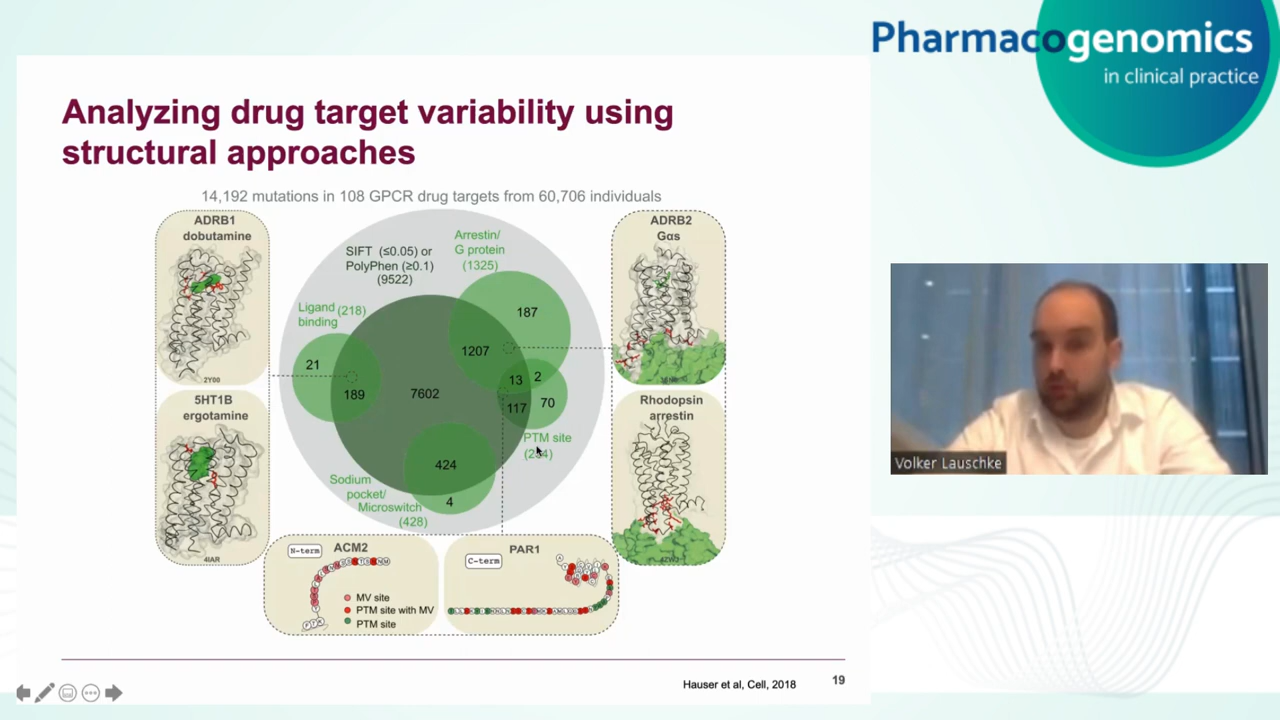 Pharmacogenomics
in clinical practice
Analyzing drug target variability using
structural approaches
14,192 mutations in 108 GPCR drug targets from 60,706 individuals
ADRB1
dobutamine
2Y00
5HT1B
ergotamine
4IAR
SIFT (≤0.05) or
PolyPhen (≥0.1)
(9522)
Arrestin/
G protein
(1325)
Ligand (218)
binding
187
1207
21
189
7602
13
2
117
70
PTM site
424
4
Sodium
pocket/
Microswitch
(428)
ADRB2
Gαs
Rhodopsin
arrestin
N-term
ACM2
MV site
PTM site with MV
PTM site
PAR1
C-term
Volker Lauschke
Hauser et al, Cell, 2018
19